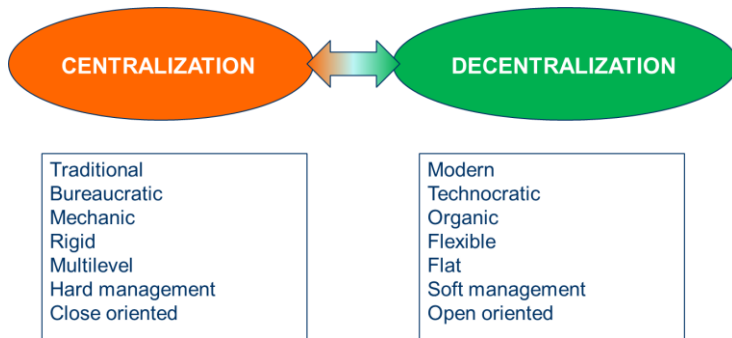 CENTRALIZATION
DECENTRALIZATION
Traditional
Bureaucratic
Mechanic
Rigid
Multilevel
Hard management
Close oriented
Modern
Technocratic
Organic
Flexible
Flat
Soft management
Open oriented